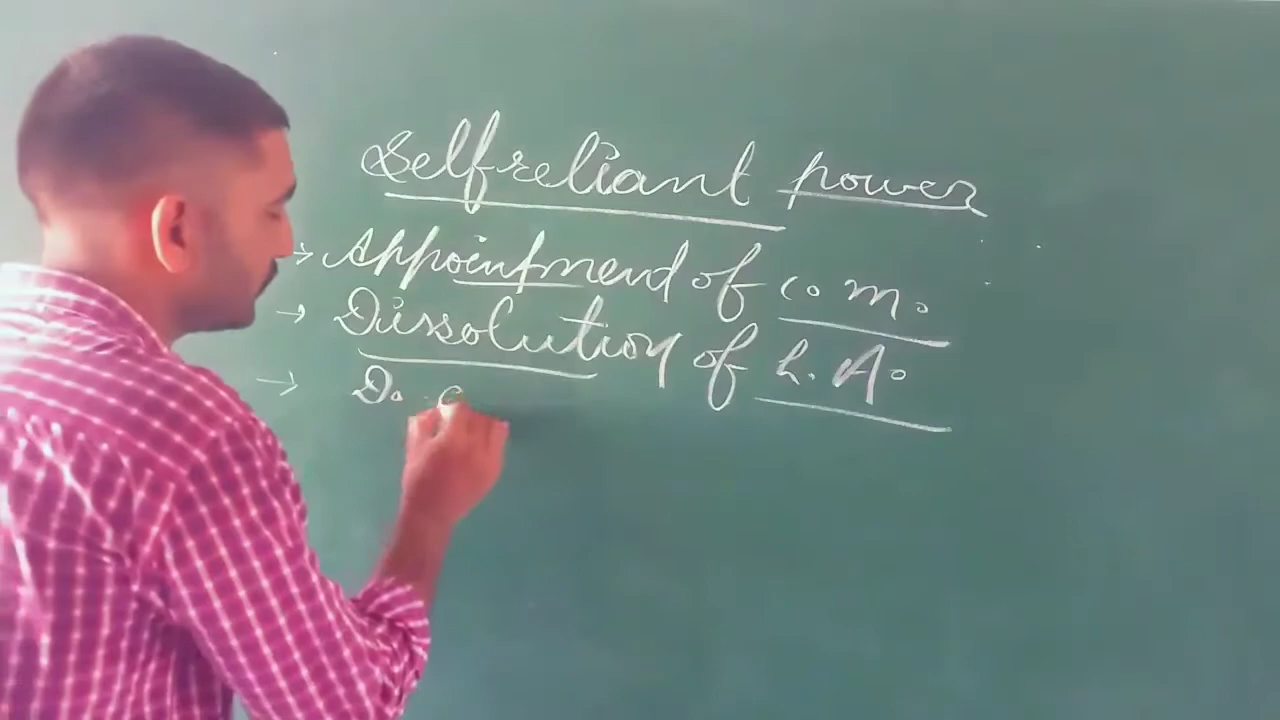 Selfreliant power
→ Appointment of C. M.
→ Dissolution of L. A.
→ D.